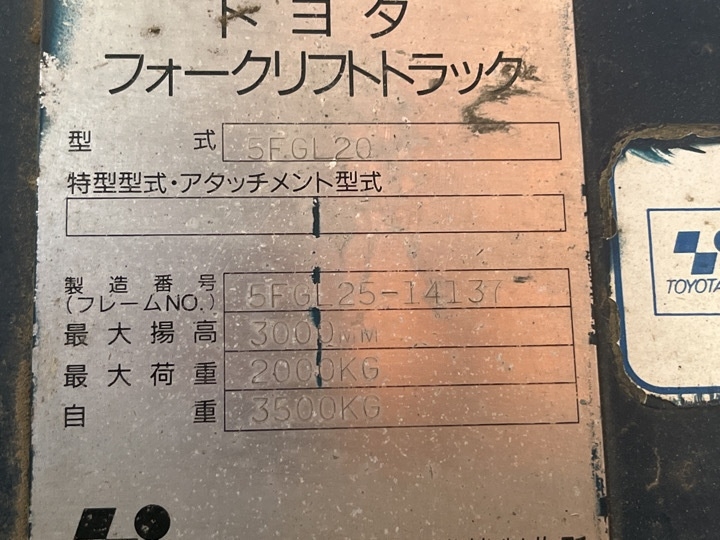 トヨタ
フォークリフトトラック
型 式 5FGL20
特型型式・アタッチメント型式
製造番号
(フレームNO.) 5FGL25-14137
最大揚高 3000MM
最大荷重 2000KG
自 重 3500KG
TOYOTA